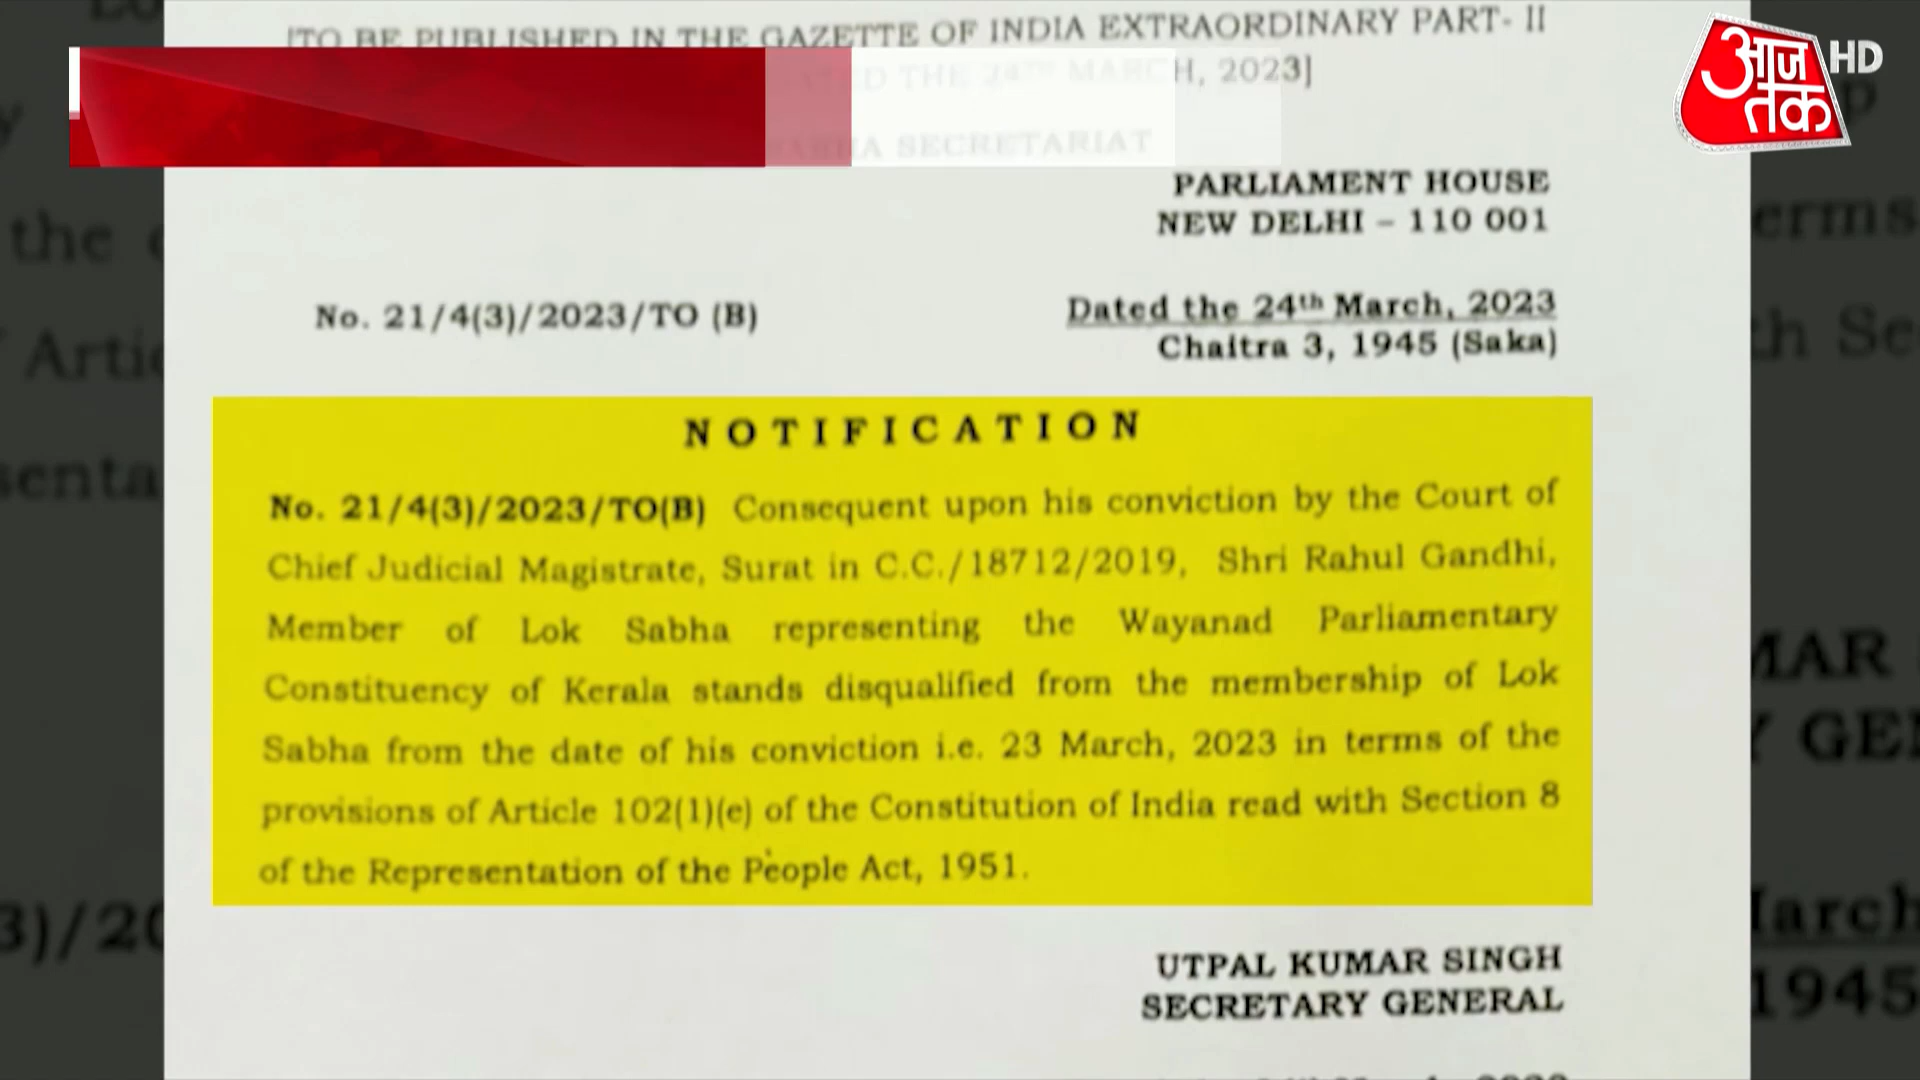 [TO BE PUBLISHED IN THE GAZETTE OF INDIA EXTRAORDINARY PART- II
MARCH, 2023]
SECRETARIAT
आज तक HD
PARLIAMENT HOUSE
NEW DELHI – 110 001
No. 21/4(3)/2023/TO (B)
Dated the 24th March, 2023
Chaitra 3, 1945 (Saka)
NOTIFICATION
No. 21/4(3)/2023/TO(B) Consequent upon his conviction by the Court of
Chief Judicial Magistrate, Surat in C.C./18712/2019, Shri Rahul Gandhi,
Member of Lok Sabha representing the Wayanad Parliamentary
Constituency of Kerala stands disqualified from the membership of Lok
Sabha from the date of his conviction i.e. 23 March, 2023 in terms of the
provisions of Article 102(1)(e) of the Constitution of India read with Section 8
of the Representation of the People Act, 1951.
UTPAL KUMAR SINGH
SECRETARY GENERAL